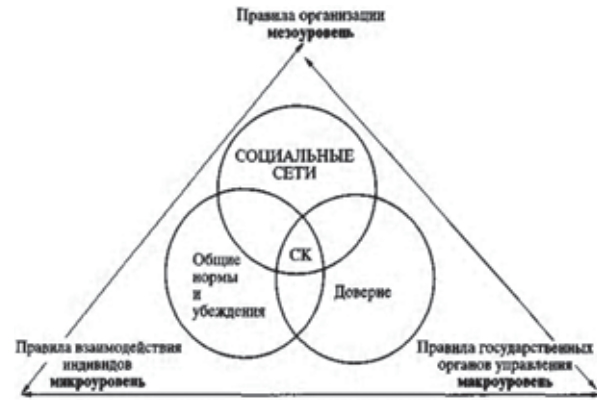 Правила организации
мезоуровень
СОЦИАЛЬНЫЕ
СЕТИ
СК
Общие
нормы
и
убеждения
Доверие
Правила взаимодействия
индивидов
микроуровень
Правила государственных
органов управления
макроуровень